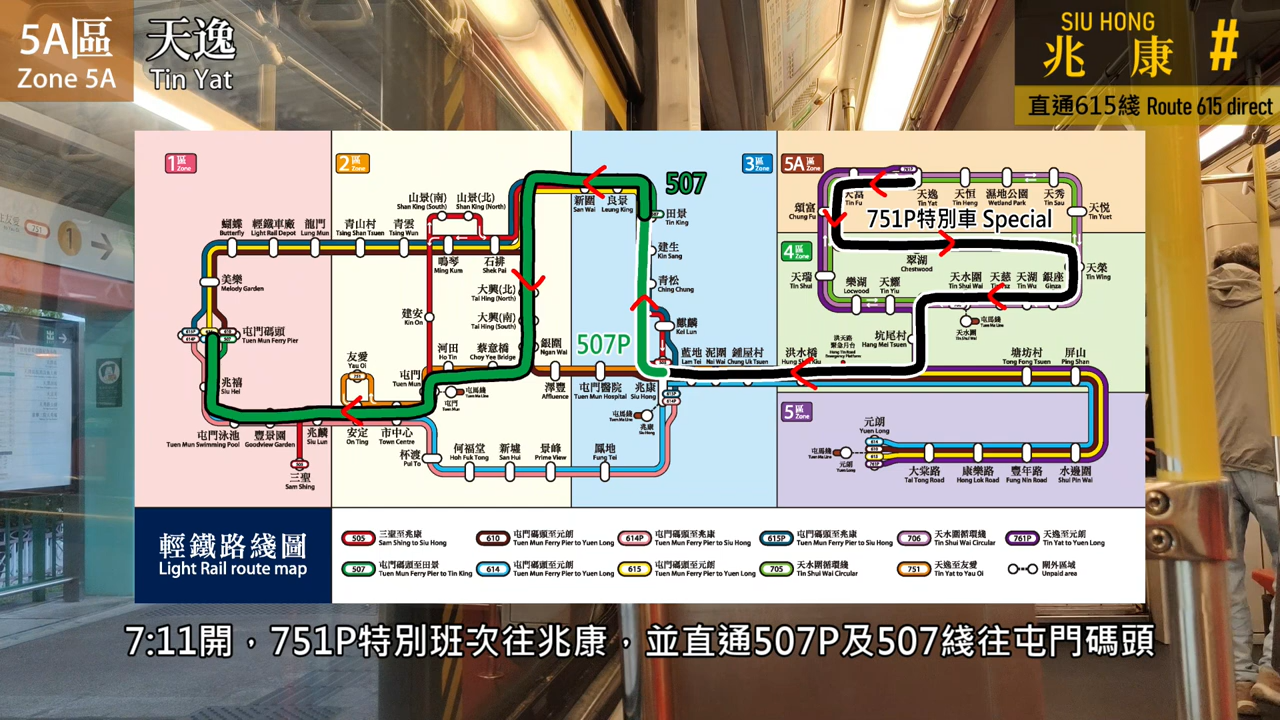 5A區
Zone 5A
天逸
Tin Yat
SIU HONG
兆 康
#
直通615綫 Route 615 direct
1區 Zone
2區 Zone
3區 Zone
5A區 Zone
507
山景(南)
Shan King (South)
山景(北)
Shan King (North)
新圍
San Wai
良景
Leung King
田景
Tin King
天逸
Tin Yat
天恒
Tin Heng
濕地公園
Wetland Park
天秀
Tin Sau
頌富
Chung Fu
天悅
Tin Yuet
751P特別車 Special
蝴蝶
Butterfly
輕鐵車廠
Light Rail Depot
龍門
Lung Mun
青山村
Tsing Shan Tsuen
青雲
Tsing Wun
鳴琴
Ming Kum
石排
Shek Pai
建生
Kin Sang
4區 Zone
翠湖
Chestwood
天榮
Tin Wing
美樂
Melody Garden
大興(北)
Tai Hing (North)
青松
Ching Chung
天瑞
Tin Shui
樂湖
Locwood
天耀
Tin Yiu
天水圍
Tin Shui Wai
天慈
天湖
Tin Wu
銀座
Ginza
屯門碼頭
Tuen Mun Ferry Pier
建安
Kin On
大興(南)
Tai Hing (South)
麒麟
Kei Lun
坑尾村
Hang Mei Tsuen
507P
友愛
Yau Oi
751
河田
Ho Tin
蔡意橋
Choy Yee Bridge
銀圍
Ngan Wai
藍地
Lam Tei
泥圍
Nai Wai
鍾屋村
Chung Uk Tsuen
洪水橋
塘坊村
Tong Fong Tsuen
屏山
Ping Shan
兆禧
Siu Hei
屯門
Tuen Mun
澤豐
Affluence
屯門醫院
Tuen Mun Hospital
兆康
Siu Hong
5區 Zone
屯門泳池
Tuen Mun Swimming Pool
豐景園
Goodview Garden
兆麟
Siu Lun
安定
On Ting
市中心
Town Centre
元朗
Yuen Long
三聖
Sam Shing
杯渡
Pui To
何福堂
Hoh Fuk Tong
新墟
San Hui
景峰
Prime View
鳳地
Fung Tei
大棠路
Tai Tong Road
康樂路
Hong Lok Road
豐年路
Fung Nin Road
水邊圍
Shui Pin Wai
輕鐵路綫圖
Light Rail route map
505 三聖至兆康
Sam Shing to Siu Hong
610 屯門碼頭至元朗
Tuen Mun Ferry Pier to Yuen Long
614P 屯門碼頭至兆康
Tuen Mun Ferry Pier to Siu Hong
615P 屯門碼頭至兆康
Tuen Mun Ferry Pier to Siu Hong
706 天水圍循環綫
Tin Shui Wai Circular
761P 天逸至元朗
Tin Yat to Yuen Long
507 屯門碼頭至田景
Tuen Mun Ferry Pier to Tin King
614 屯門碼頭至元朗
Tuen Mun Ferry Pier to Yuen Long
615 屯門碼頭至元朗
Tuen Mun Ferry Pier to Yuen Long
705 天水圍循環綫
Tin Shui Wai Circular
751 天逸至友愛
Tin Yat to Yau Oi
閘外區域
Unpaid area
7:11開，751P特別班次往兆康，並直通507P及507綫往屯門碼頭